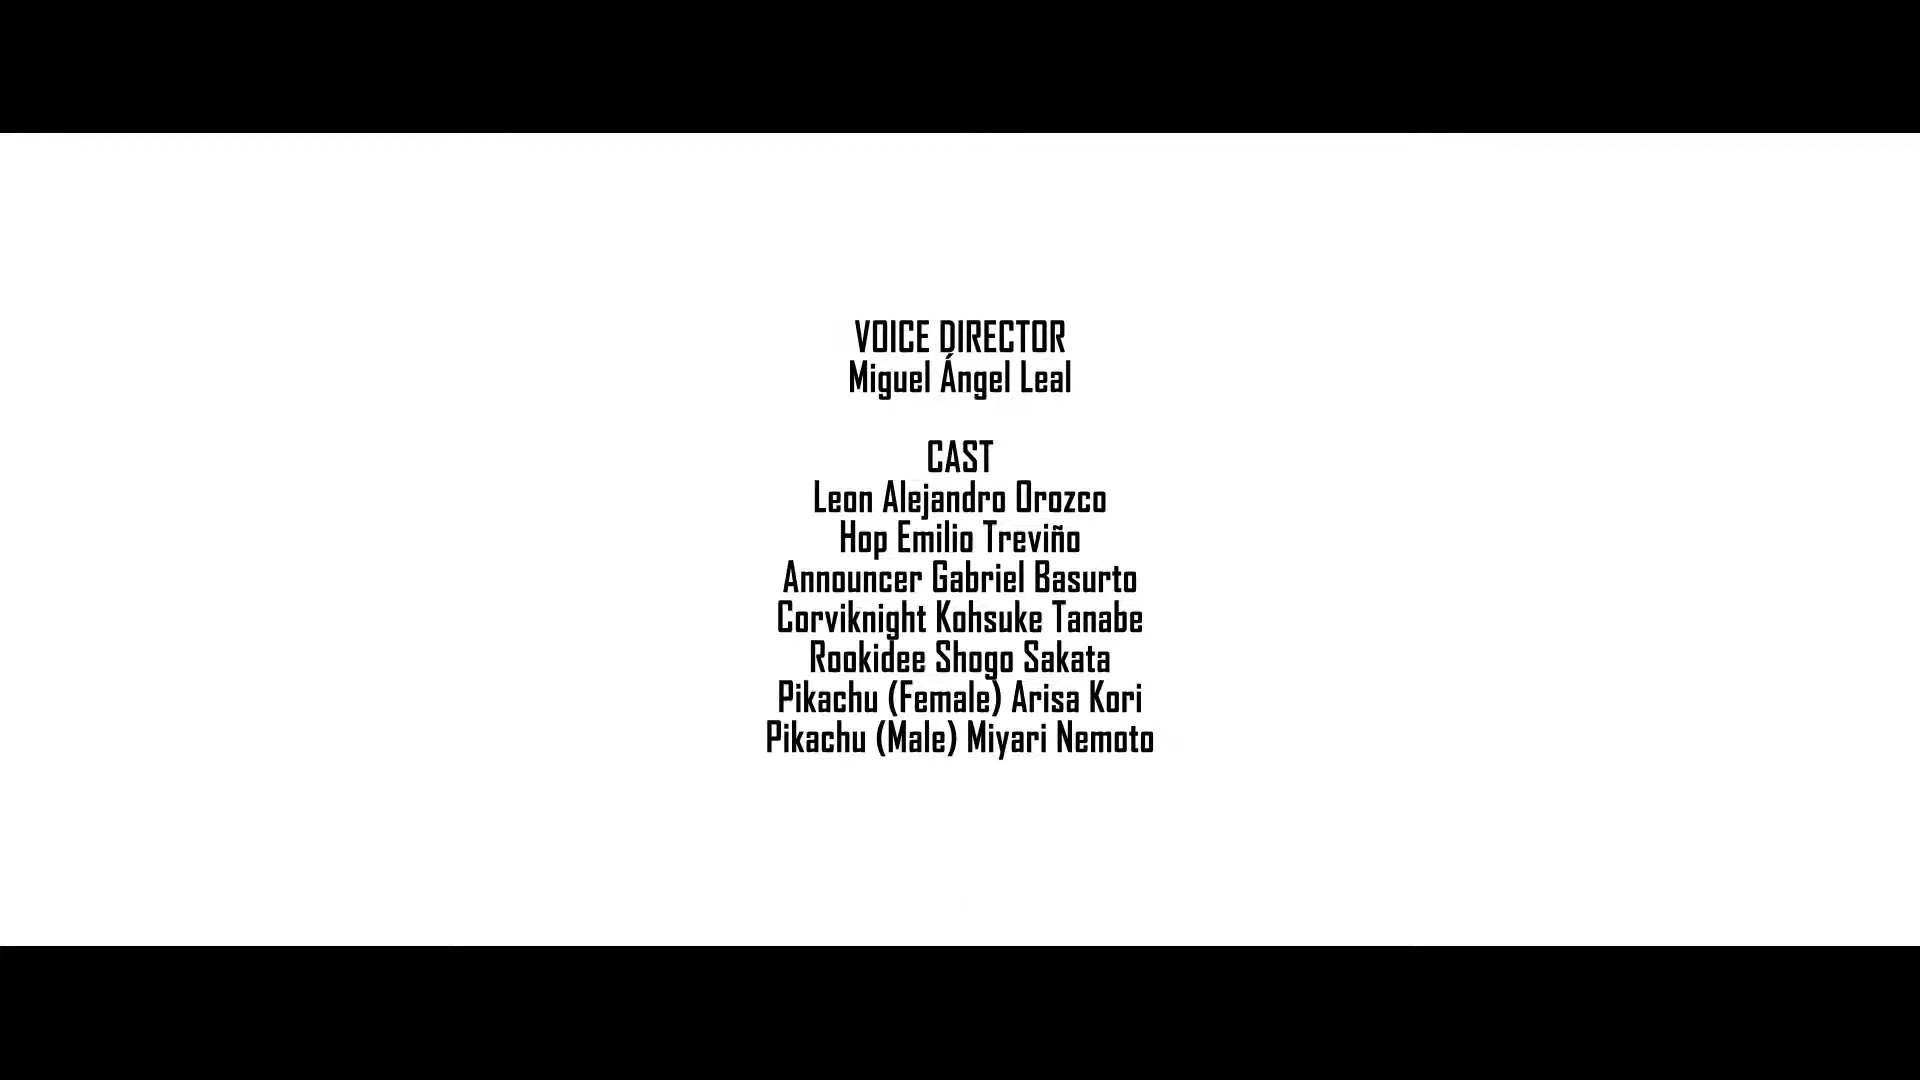 VOICE DIRECTOR
Miguel Ángel Leal
CAST
Leon Alejandro Orozco
Hop Emilio Treviño
Announcer Gabriel Basurto
Corviknight Kohsuke Tanabe
Rookidee Shogo Sakata
Pikachu (Female) Arisa Kori
Pikachu (Male) Miyari Nemoto